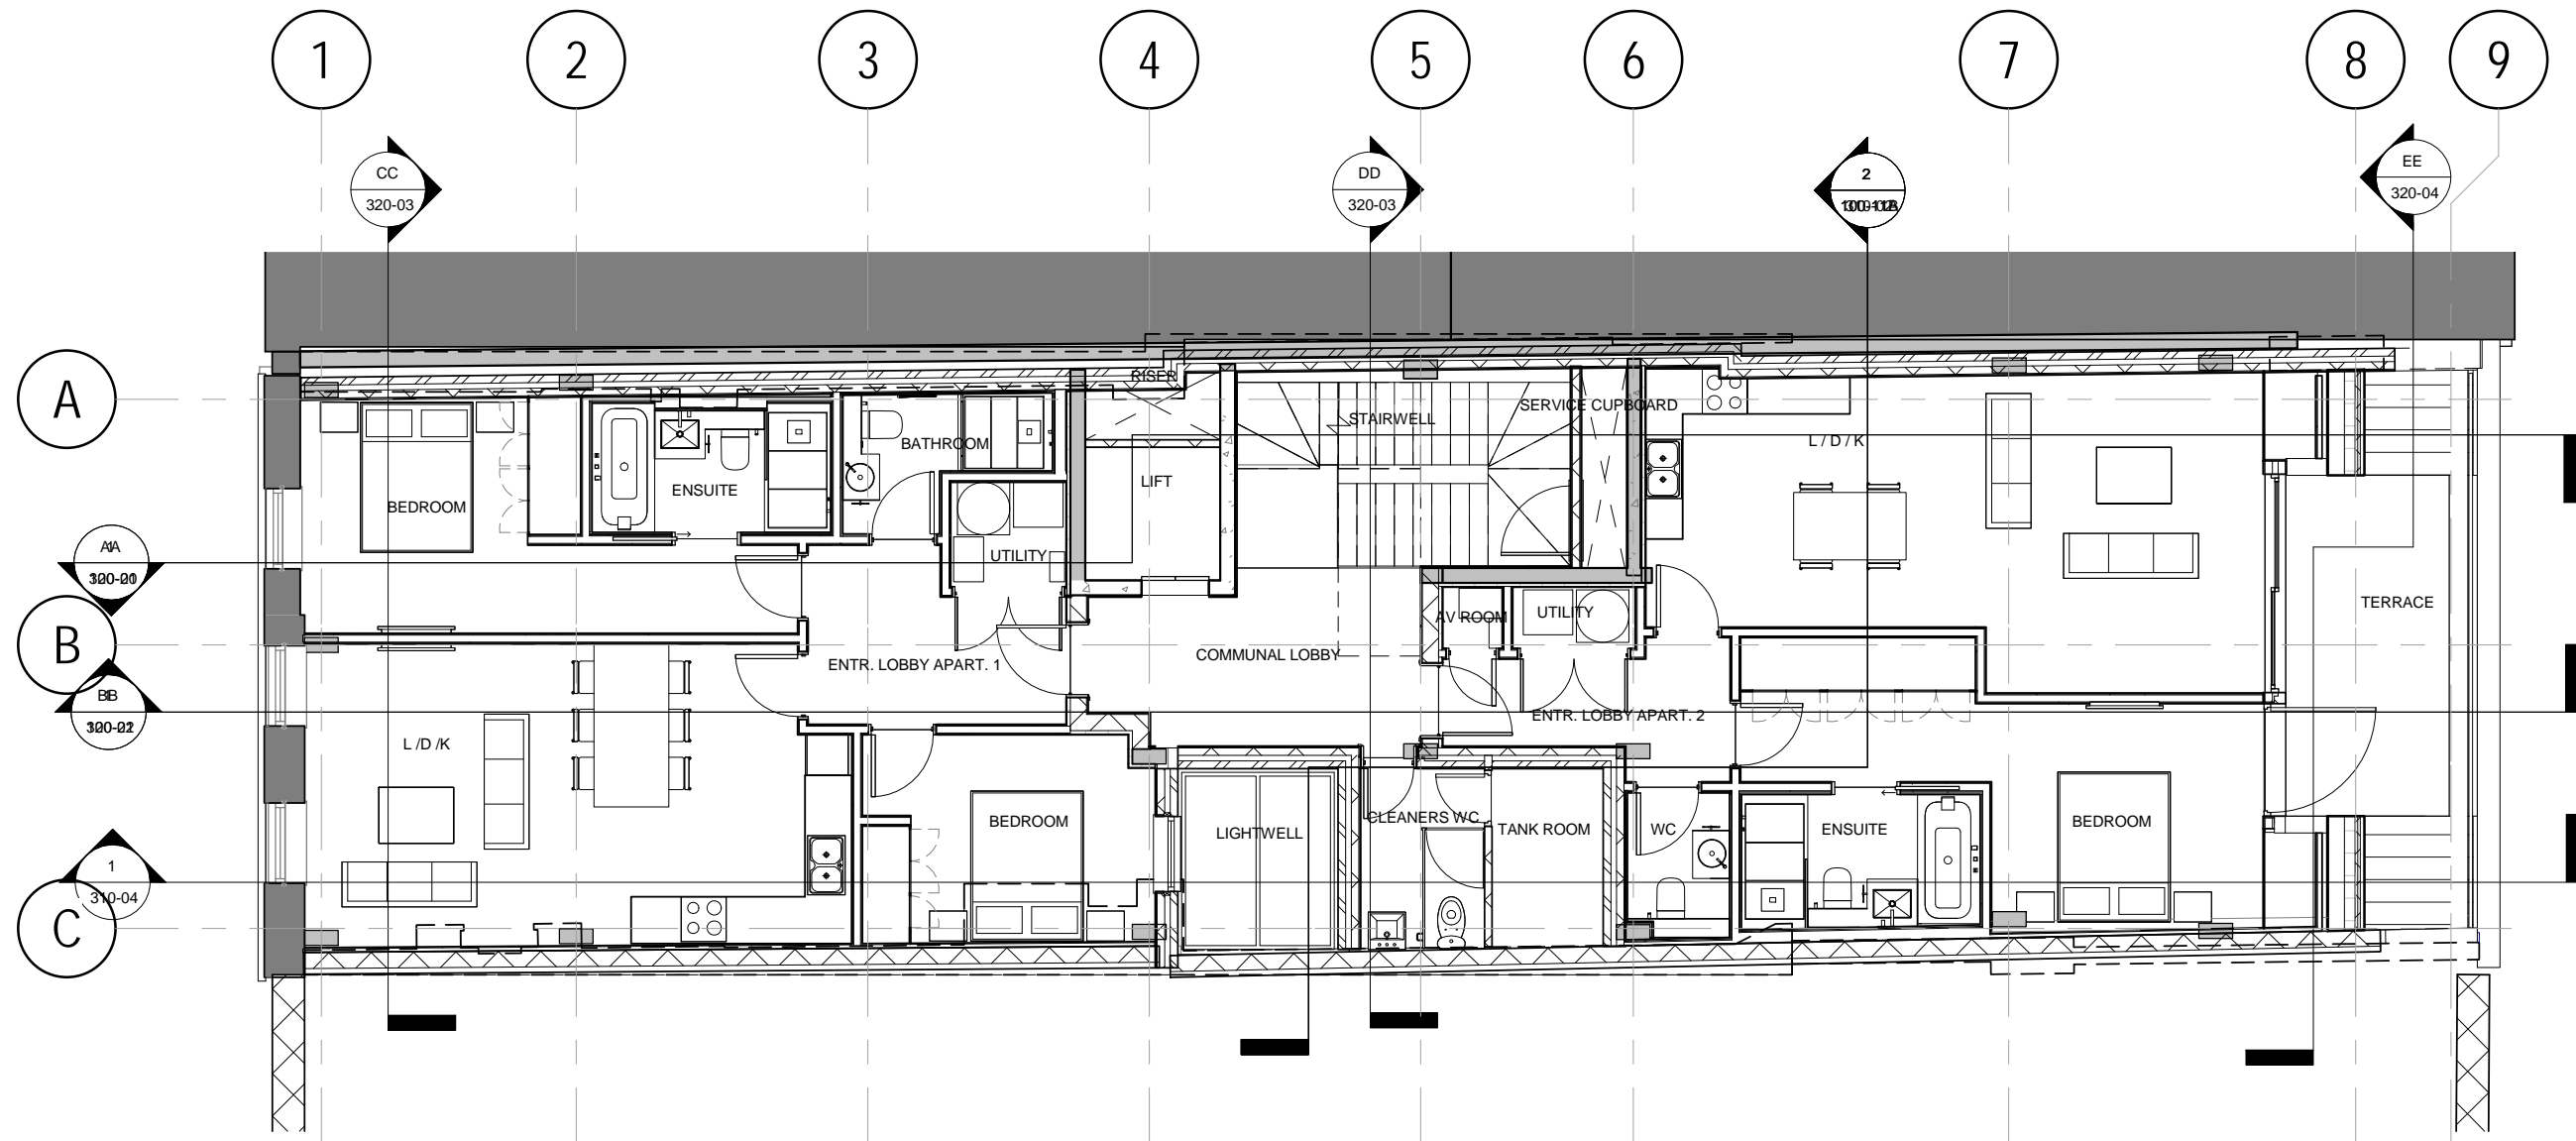 1 2 3 4 5 6 7 8 9
CC
320-03
DD
320-03
2
EE
320-04
A
RISER
STAIRWELL
SERVICE CUPBOARD
BATHROOM
L / D / K
LIFT
ENSUITE
BEDROOM
UTILITY
TERRACE
AV ROOM
UTILITY
B
COMMUNAL LOBBY
ENTR. LOBBY APART. 1
ENTR. LOBBY APART. 2
L /D /K
BEDROOM
CLEANERS WC
LIGHTWELL
TANK ROOM
WC
ENSUITE
BEDROOM
1
310-04
C